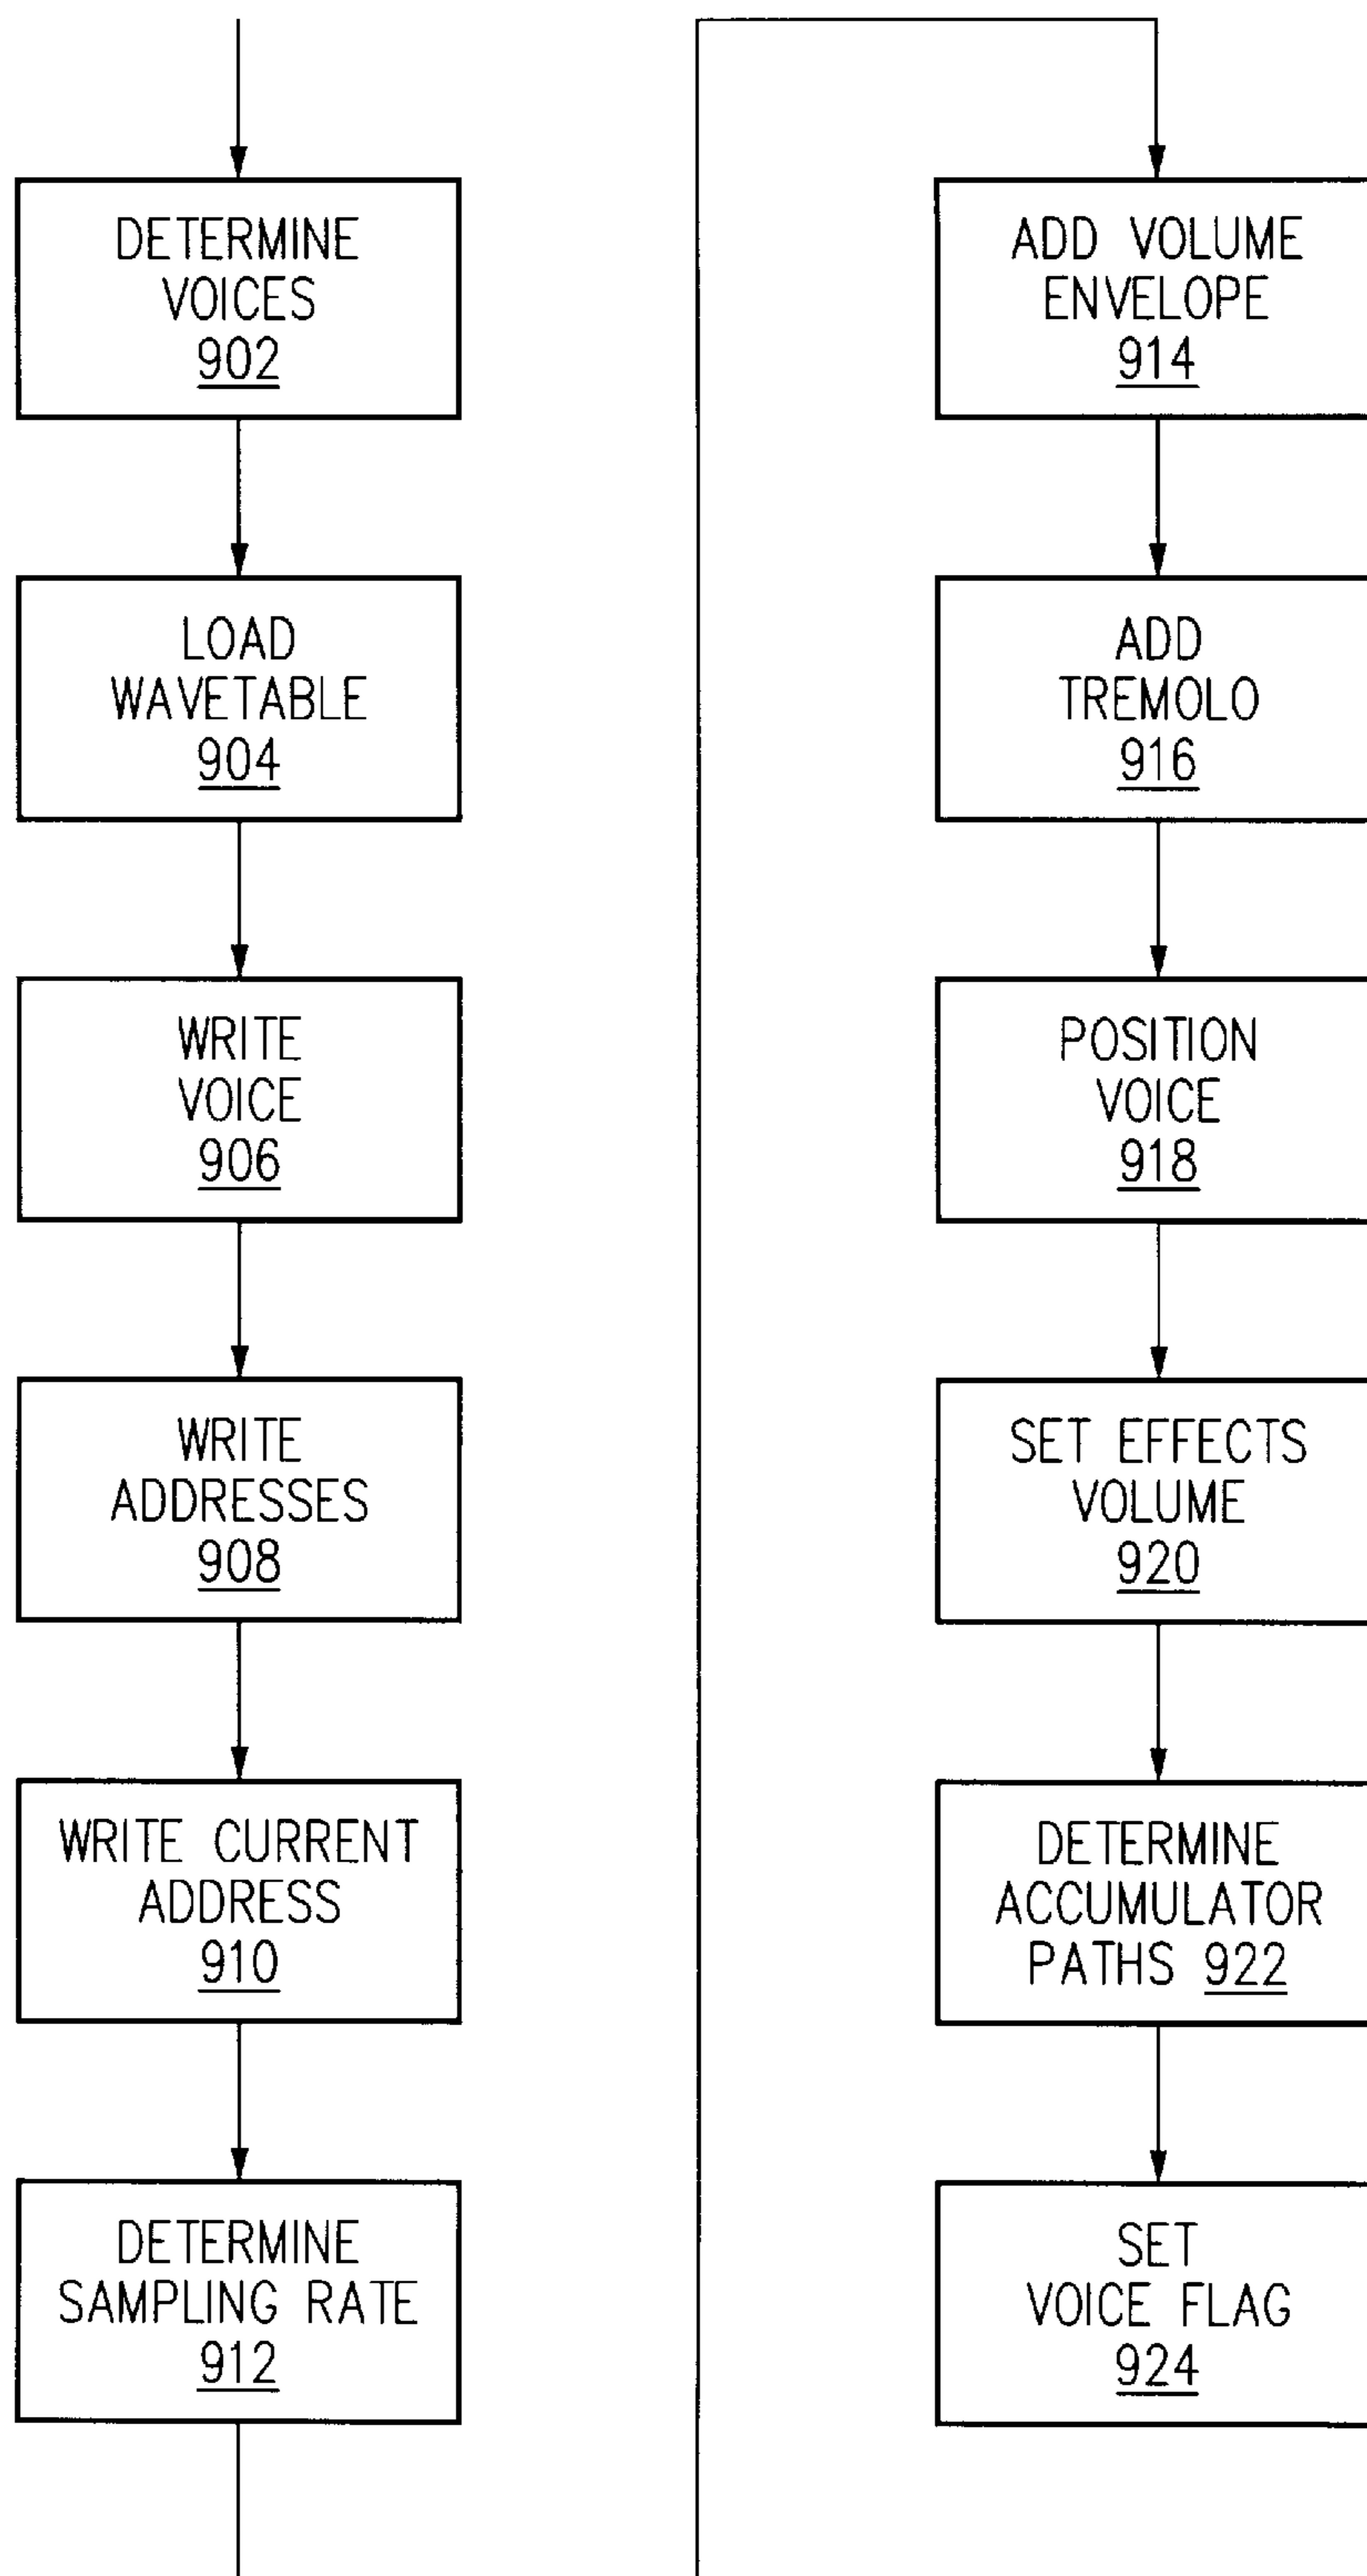 DETERMINE
VOICES
902
LOAD
WAVETABLE
904
WRITE
VOICE
906
WRITE
ADDRESSES
908
WRITE CURRENT
ADDRESS
910
DETERMINE
SAMPLING RATE
912
ADD VOLUME
ENVELOPE
914
ADD
TREMOLO
916
POSITION
VOICE
918
SET EFFECTS
VOLUME
920
DETERMINE
ACCUMULATOR
PATHS 922
SET
VOICE FLAG
924